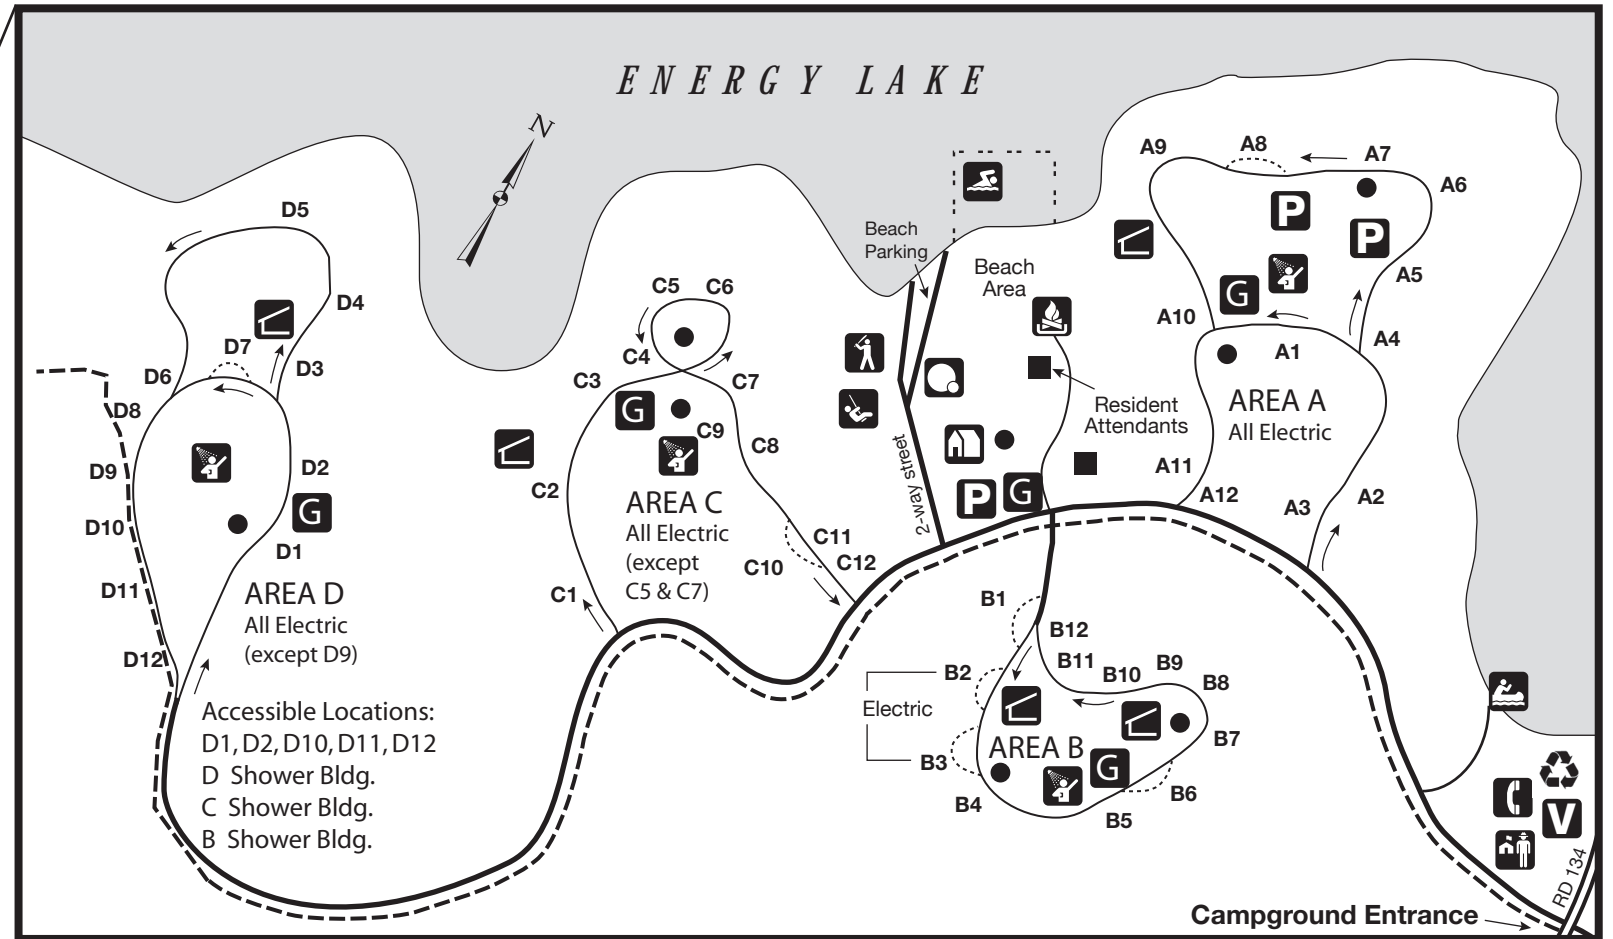 ENERGY LAKE
N
D5
D4
D7
D3
D6
D8
D9
D2
G
D10
D1
D11
D12
AREA D
All Electric
(except D9)
Accessible Locations:
D1, D2, D10, D11, D12
D Shower Bldg.
C Shower Bldg.
B Shower Bldg.
C5
C6
C4
C3
C7
G
C9
C8
C2
AREA C
All Electric
(except
C5 & C7)
C11
C12
C10
C1
Beach
Parking
Beach
Area
2-way street
P
G
Resident
Attendants
A9
A8
A7
A6
P
P
G
A5
A10
A1
A4
AREA A
All Electric
A11
A12
A3
A2
B1
B12
B11
B10
B9
B8
B2
Electric
B7
AREA B
B3
G
B4
B6
B5
V
RD 134
Campground Entrance